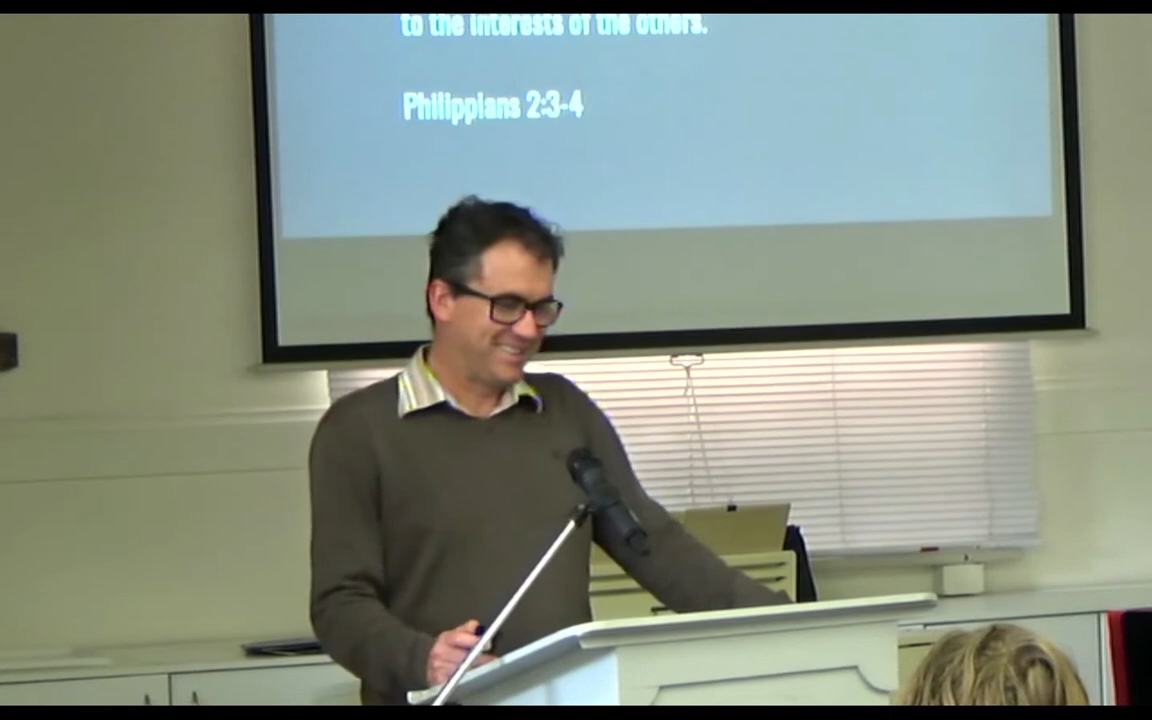 to the interests of the others.
Philippians 2:3-4